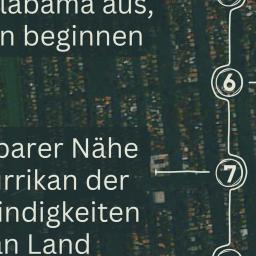 labama aus,
n beginnen
6
barer Nähe
rrikan der
indigkeiten
an Land
7